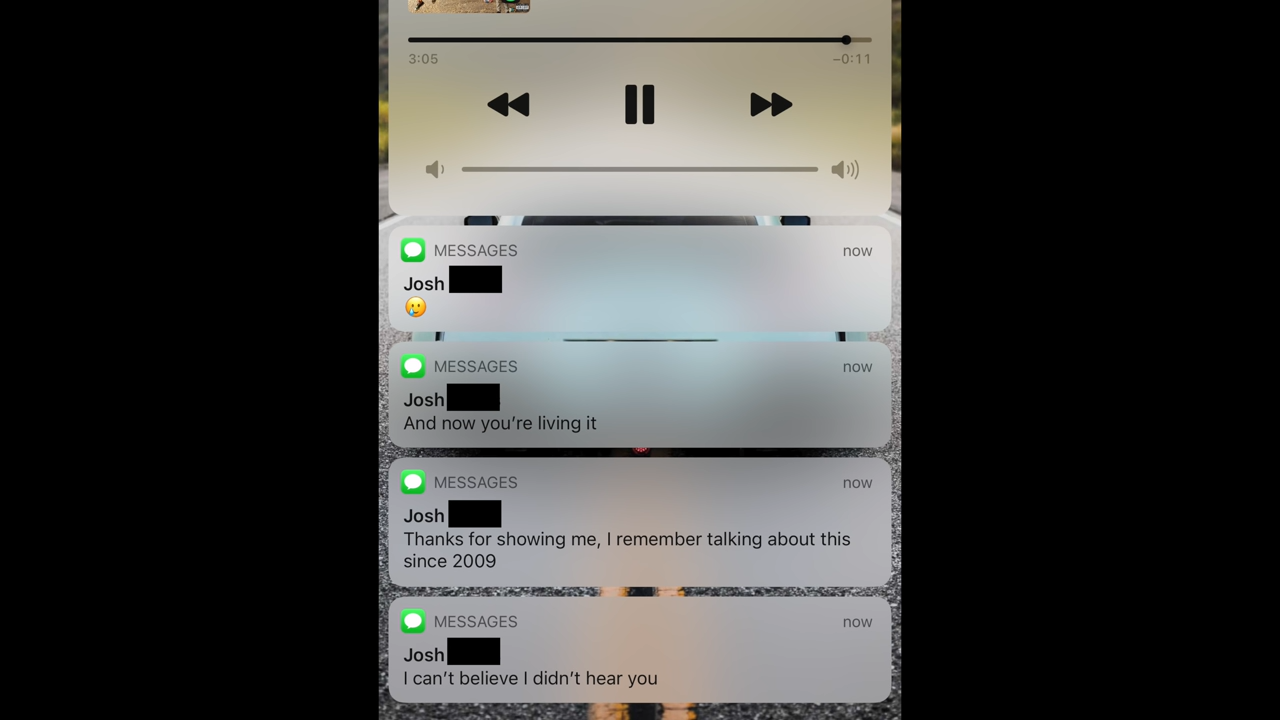 3:05 −0:11
MESSAGES now
Josh
🥲
MESSAGES now
Josh
And now you’re living it
MESSAGES now
Josh
Thanks for showing me, I remember talking about this
since 2009
MESSAGES now
Josh
I can’t believe I didn’t hear you